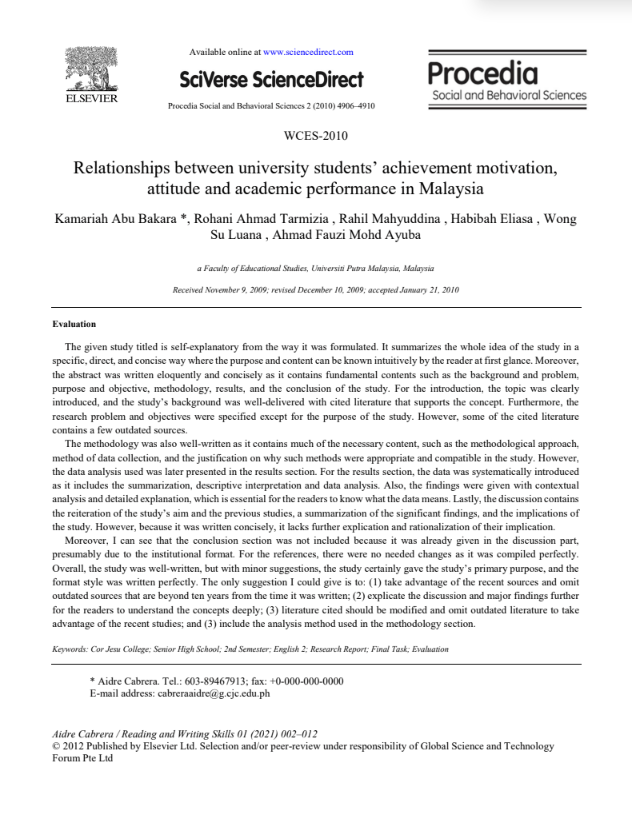 Available online at www.sciencedirect.com
SciVerse ScienceDirect
ELSEVIER
Procedia Social and Behavioral Sciences 2 (2010) 4906–4910
Procedia
Social and Behavioral Sciences
WCES-2010
Relationships between university students’ achievement motivation,
attitude and academic performance in Malaysia
Kamariah Abu Bakara *, Rohani Ahmad Tarmizia , Rahil Mahyuddina , Habibah Eliasa , Wong
Su Luana , Ahmad Fauzi Mohd Ayuba
a Faculty of Educational Studies, Universiti Putra Malaysia, Malaysia
Received November 9, 2009; revised December 10, 2009; accepted January 21, 2010
Evaluation
The given study titled is self-explanatory from the way it was formulated. It summarizes the whole idea of the study in a
specific, direct, and concise way where the purpose and content can be known intuitively by the reader at first glance. Moreover,
the abstract was written eloquently and concisely as it contains fundamental contents such as the background and problem,
purpose and objective, methodology, results, and the conclusion of the study. For the introduction, the topic was clearly
introduced, and the study’s background was well-delivered with cited literature that supports the concept. Furthermore, the
research problem and objectives were specified except for the purpose of the study. However, some of the cited literature
contains a few outdated sources.
The methodology was also well-written as it contains much of the necessary content, such as the methodological approach,
method of data collection, and the justification on why such methods were appropriate and compatible in the study. However,
the data analysis used was later presented in the results section. For the results section, the data was systematically introduced
as it includes the summarization, descriptive interpretation and data analysis. Also, the findings were given with contextual
analysis and detailed explanation, which is essential for the readers to know what the data means. Lastly, the discussion contains
the reiteration of the study’s aim and the previous studies, a summarization of the significant findings, and the implications of
the study. However, because it was written concisely, it lacks further explication and rationalization of their implication.
Moreover, I can see that the conclusion section was not included because it was already given in the discussion part,
presumably due to the institutional format. For the references, there were no needed changes as it was compiled perfectly.
Overall, the study was well-written, but with minor suggestions, the study certainly gave the study’s primary purpose, and the
format style was written perfectly. The only suggestion I could give is to: (1) take advantage of the recent sources and omit
outdated sources that are beyond ten years from the time it was written; (2) explicate the discussion and major findings further
for the readers to understand the concepts deeply; (3) literature cited should be modified and omit outdated literature to take
advantage of the recent studies; and (3) include the analysis method used in the methodology section.
Keywords: Cor Jesu College; Senior High School; 2nd Semester; English 2; Research Report; Final Task; Evaluation
* Aidre Cabrera. Tel.: 603-89467913; fax: +0-000-000-0000
E-mail address: cabreraaidre@g.cjc.edu.ph
Aidre Cabrera / Reading and Writing Skills 01 (2021) 002–012
© 2012 Published by Elsevier Ltd. Selection and/or peer-review under responsibility of Global Science and Technology
Forum Pte Ltd